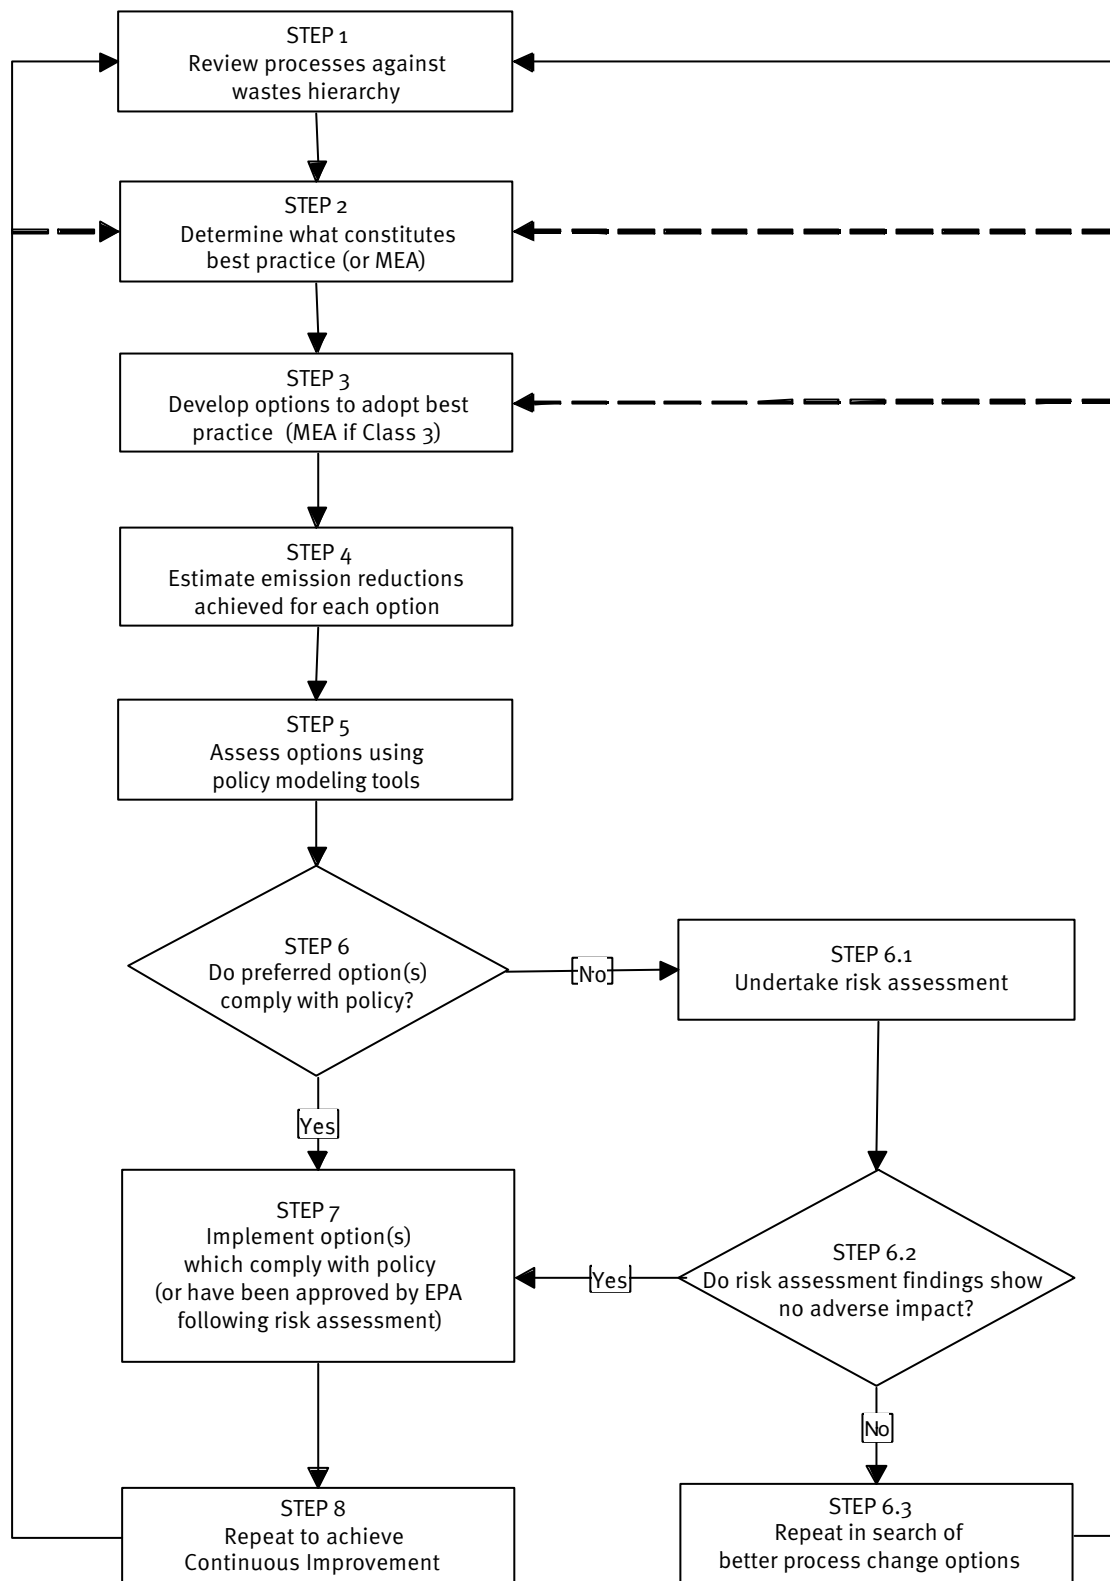 STEP 1
Review processes against
wastes hierarchy
STEP 2
Determine what constitutes
best practice (or MEA)
STEP 3
Develop options to adopt best
practice (MEA if Class 3)
STEP 4
Estimate emission reductions
achieved for each option
STEP 5
Assess options using
policy modeling tools
STEP 6
Do preferred option(s)
comply with policy?
No
STEP 6.1
Undertake risk assessment
Yes
STEP 7
Implement option(s)
which comply with policy
(or have been approved by EPA
following risk assessment)
Yes
STEP 6.2
Do risk assessment findings show
no adverse impact?
No
STEP 8
Repeat to achieve
Continuous Improvement
STEP 6.3
Repeat in search of
better process change options